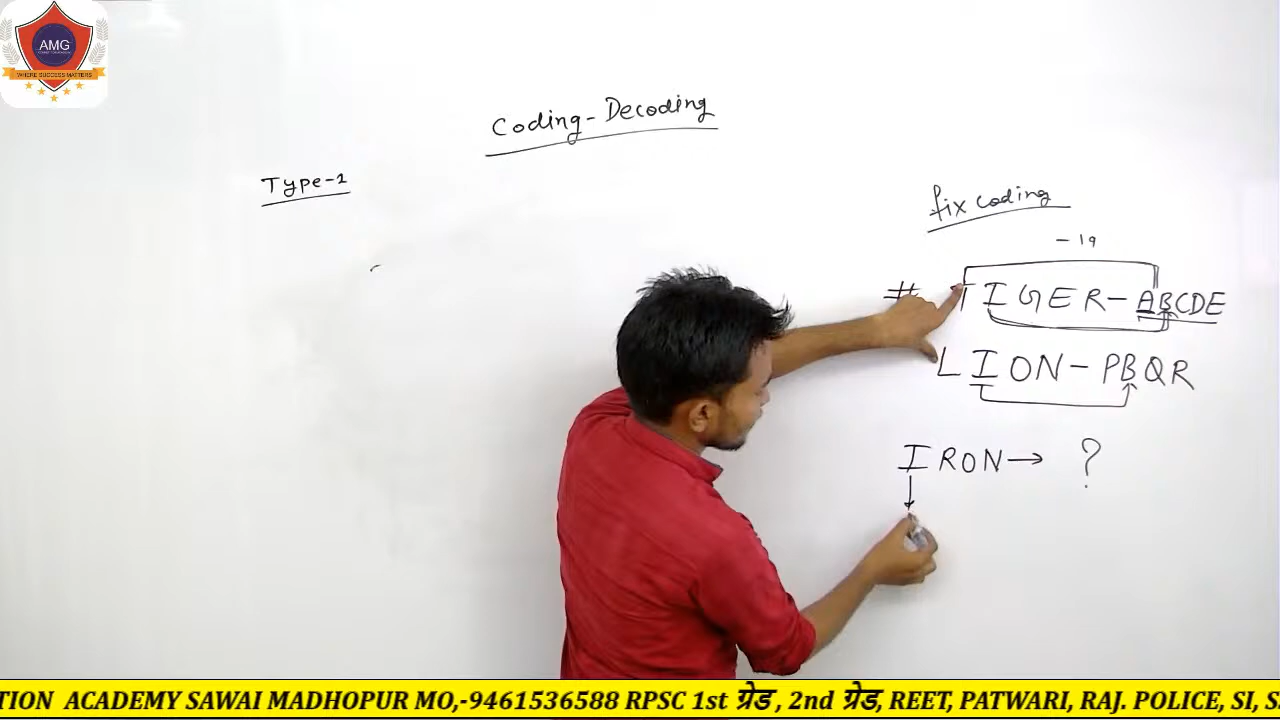 AMG
WHERE SUCCESS MATTERS
Coding-Decoding
Type-1
fix coding
-19
# TIGER-ABCDE
LION-PBQR
IRON→ ?
TION ACADEMY SAWAI MADHOPUR MO,-9461536588 RPSC 1st ग्रेड , 2nd ग्रेड, REET, PATWARI, RAJ. POLICE, SI, S